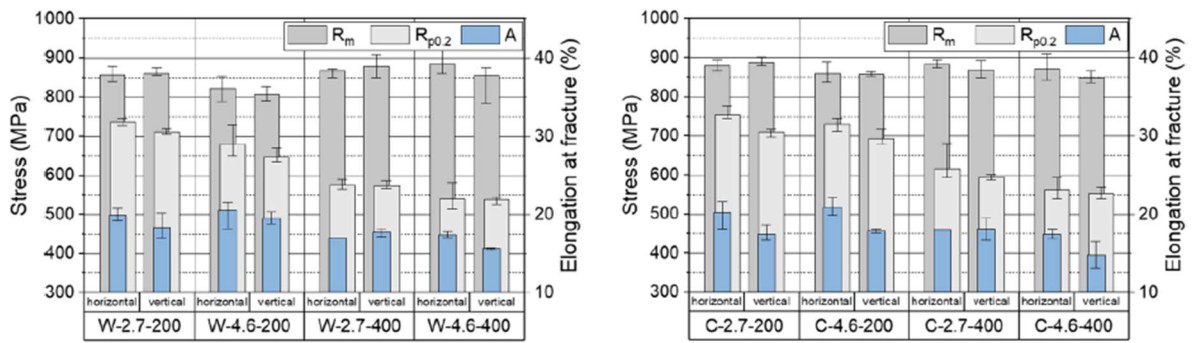 Stress (MPa)
1000
900
800
700
600
500
400
300
Rm Rp0.2 A
40
30
20
10
Elongation at fracture (%)
horizontal vertical horizontal vertical horizontal vertical horizontal vertical
W-2.7-200 W-4.6-200 W-2.7-400 W-4.6-400
Stress (MPa)
1000
900
800
700
600
500
400
300
Rm Rp0.2 A
40
30
20
10
Elongation at fracture (%)
horizontal vertical horizontal vertical horizontal vertical horizontal vertical
C-2.7-200 C-4.6-200 C-2.7-400 C-4.6-400